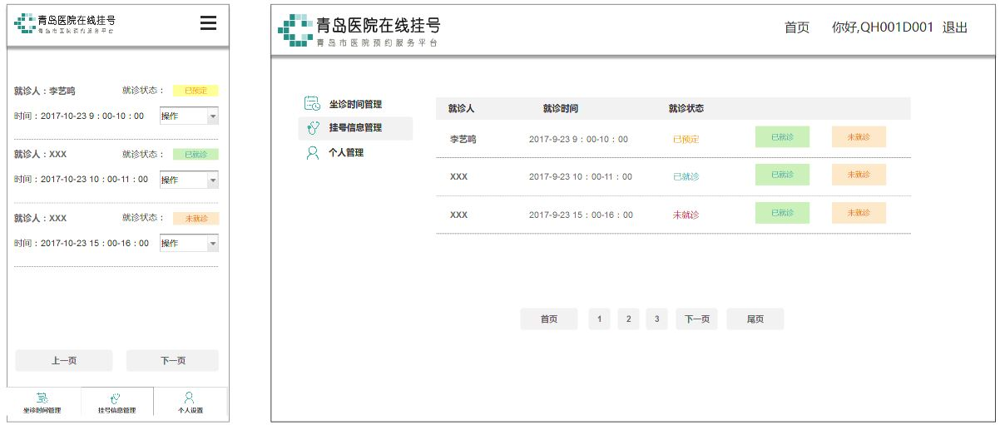 青岛医院在线挂号
青岛市医院预约服务平台
就诊人：李艺鸣 就诊状态： 已预定
时间：2017-10-23 9：00-10：00 操作
就诊人：XXX 就诊状态： 已就诊
时间：2017-10-23 10：00-11：00 操作
就诊人：XXX 就诊状态： 未就诊
时间：2017-10-23 15：00-16：00 操作
上一页 下一页
坐诊时间管理 挂号信息管理 个人设置
青岛医院在线挂号
青岛市医院预约服务平台
首页 你好,QH001D001 退出
坐诊时间管理
挂号信息管理
个人管理
就诊人 就诊时间 就诊状态
李艺鸣 2017-9-23 9：00-10：00 已预定 已就诊 未就诊
XXX 2017-9-23 10：00-11：00 已就诊 已就诊 未就诊
XXX 2017-9-23 15：00-16：00 未就诊 已就诊 未就诊
首页 1 2 3 下一页 尾页